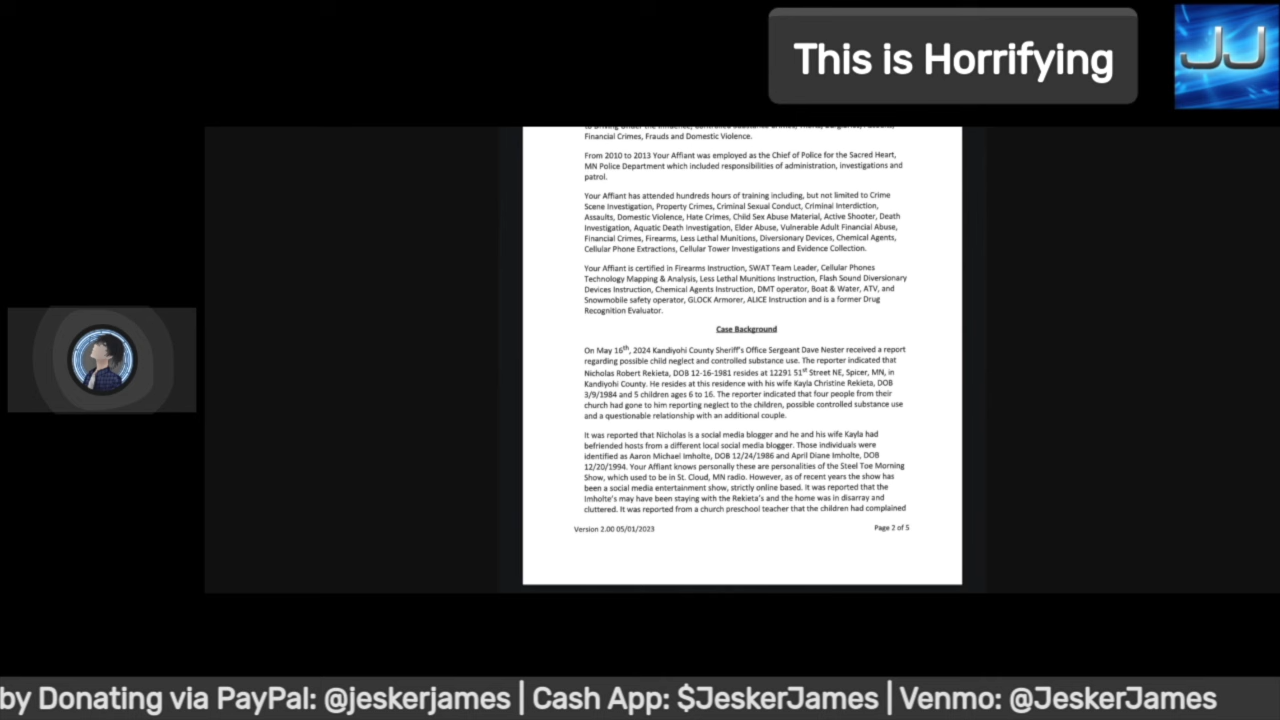 This is Horrifying
JJ
Financial Crimes, Frauds and Domestic Violence.
From 2010 to 2013 Your Affiant was employed as the Chief of Police for the Sacred Heart,
MN Police Department which included responsibilities of administration, investigations and
patrol.
Your Affiant has attended hundreds hours of training including, but not limited to Crime
Scene Investigation, Property Crimes, Criminal Sexual Conduct, Criminal Interdiction,
Assaults, Domestic Violence, Hate Crimes, Child Sex Abuse Material, Active Shooter, Death
Investigation, Aquatic Death Investigation, Elder Abuse, Vulnerable Adult Financial Abuse,
Financial Crimes, Firearms, Less Lethal Munitions, Diversionary Devices, Chemical Agents,
Cellular Phone Extractions, Cellular Tower Investigations and Evidence Collection.
Your Affiant is certified in Firearms Instruction, SWAT Team Leader, Cellular Phones
Technology Mapping & Analysis, Less Lethal Munitions Instruction, Flash Sound Diversionary
Devices Instruction, Chemical Agents Instruction, DMT operator, Boat & Water, ATV, and
Snowmobile safety operator, GLOCK Armorer, ALICE Instruction and is a former Drug
Recognition Evaluator.
Case Background
On May 16th, 2024 Kandiyohi County Sheriff's Office Sergeant Dave Nester received a report
regarding possible child neglect and controlled substance use. The reporter indicated that
Nicholas Robert Rekieta, DOB 12-16-1981 resides at 12291 51st Street NE, Spicer, MN, in
Kandiyohi County. He resides at this residence with his wife Kayla Christine Rekieta, DOB
3/9/1984 and 5 children ages 6 to 16. The reporter indicated that four people from their
church had gone to him reporting neglect to the children, possible controlled substance use
and a questionable relationship with an additional couple.
It was reported that Nicholas is a social media blogger and he and his wife Kayla had
befriended hosts from a different local social media blogger. Those individuals were
identified as Aaron Michael Imholte, DOB 12/24/1986 and April Diane Imholte, DOB
12/20/1994. Your Affiant knows personally these are personalities of the Steel Toe Morning
Show, which used to be in St. Cloud, MN radio. However, as of recent years the show has
been a social media entertainment show, strictly online based. It was reported that the
Imholte's may have been staying with the Rekieta's and the home was in disarray and
cluttered. It was reported from a church preschool teacher that the children had complained
Version 2.00 05/01/2023
Page 2 of 5
by Donating via PayPal: @jeskerjames | Cash App: $JeskerJames | Venmo: @JeskerJames